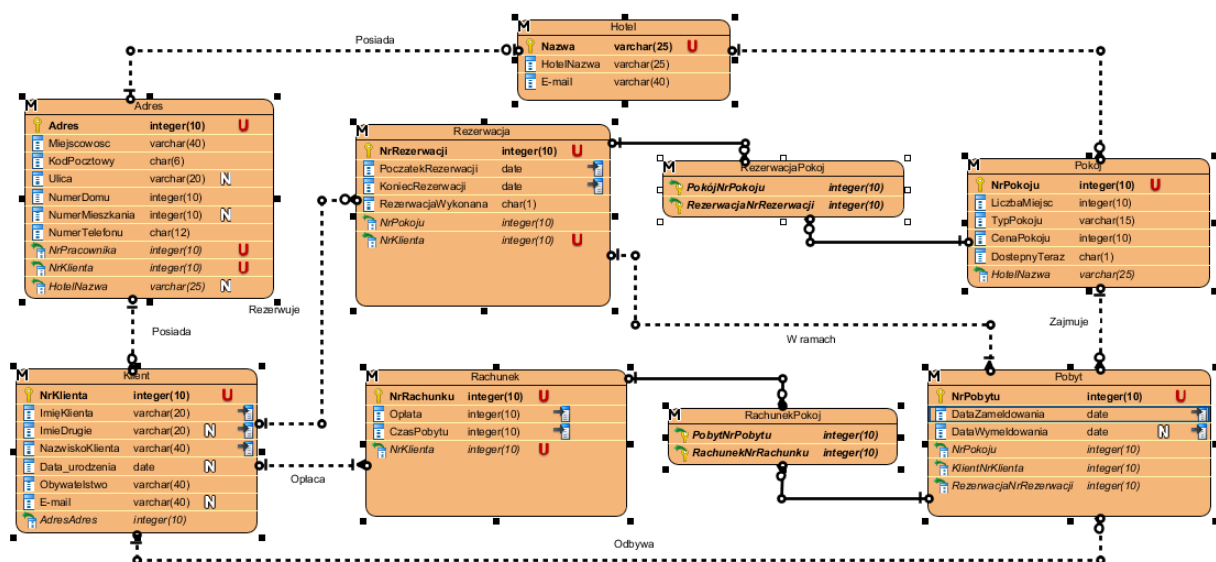 Hotel
Nazwa varchar(25) U
HotelNazwa varchar(25)
E-mail varchar(40)
Posiada
Adres
Adres integer(10) U
Miejscowosc varchar(40)
KodPocztowy char(6)
Ulica varchar(20) N
NumerDomu integer(10)
NumerMieszkania integer(10) N
NumerTelefonu char(12)
NrPracownika integer(10) U
NrKlienta integer(10) U
HotelNazwa varchar(25) N
Rezerwacja
NrRezerwacji integer(10) U
PoczatekRezerwacji date
KoniecRezerwacji date
RezerwacjaWykonana char(1)
NrPokoju integer(10)
NrKlienta integer(10) U
RezerwacjaPokoj
PokójNrPokoju integer(10)
RezerwacjaNrRezerwacji integer(10)
Pokój
NrPokoju integer(10) U
LiczbaMiejsc integer(10)
TypPokoju varchar(15)
CenaPokoju integer(10)
DostepnyTeraz char(1)
HotelNazwa varchar(25)
Rezerwuje
Posiada
W ramach
Zajmuje
Klient
NrKlienta integer(10) U
ImięKlienta varchar(20)
ImieDrugie varchar(20) N
NazwiskoKlienta varchar(40)
Data_urodzenia date N
Obywatelstwo varchar(40)
E-mail varchar(40) N
AdresAdres integer(10)
Opłaca
Rachunek
NrRachunku integer(10) U
Opłata integer(10)
CzasPobytu integer(10)
NrKlienta integer(10) U
RachunekPokoj
PobytNrPobytu integer(10)
RachunekNrRachunku integer(10)
Pobyt
NrPobytu integer(10) U
DataZameldowania date
DataWymeldowania date N
NrPokoju integer(10)
KlientNrKlienta integer(10)
RezerwacjaNrRezerwacji integer(10)
Odbywa